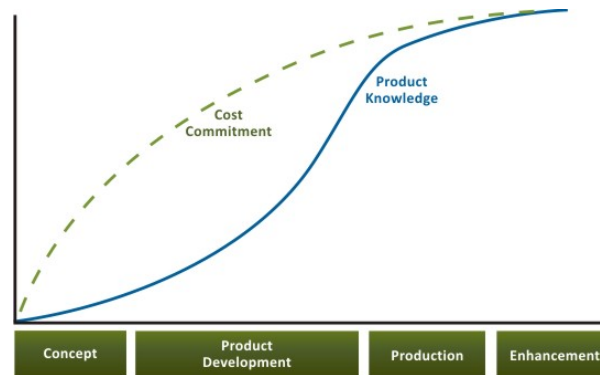 Product
Knowledge
Cost
Commitment
Concept
Product
Development
Production
Enhancement